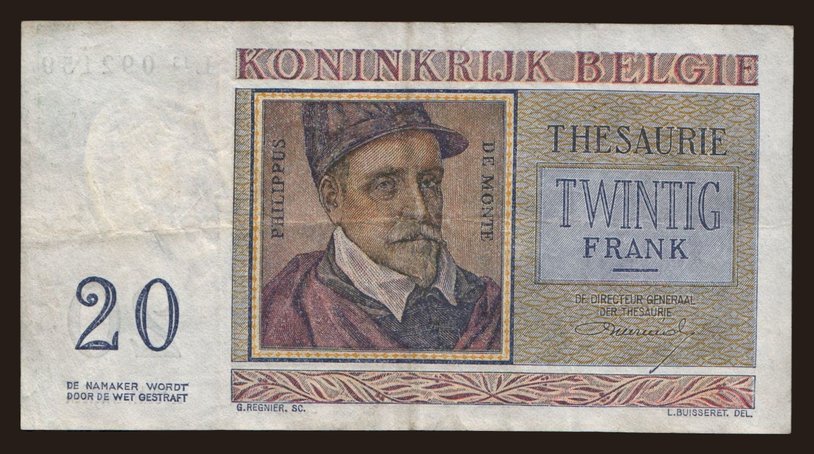 KONINKRIJK BELGIE
PHILIPPUS
DE MONTE
THESAURIE
TWINTIG
FRANK
DE DIRECTEUR GENERAAL
DER THESAURIE
20
DE NAMAKER WORDT
DOOR DE WET GESTRAFT
G. REGNIER, SC.
L. BUISSERET, DEL.